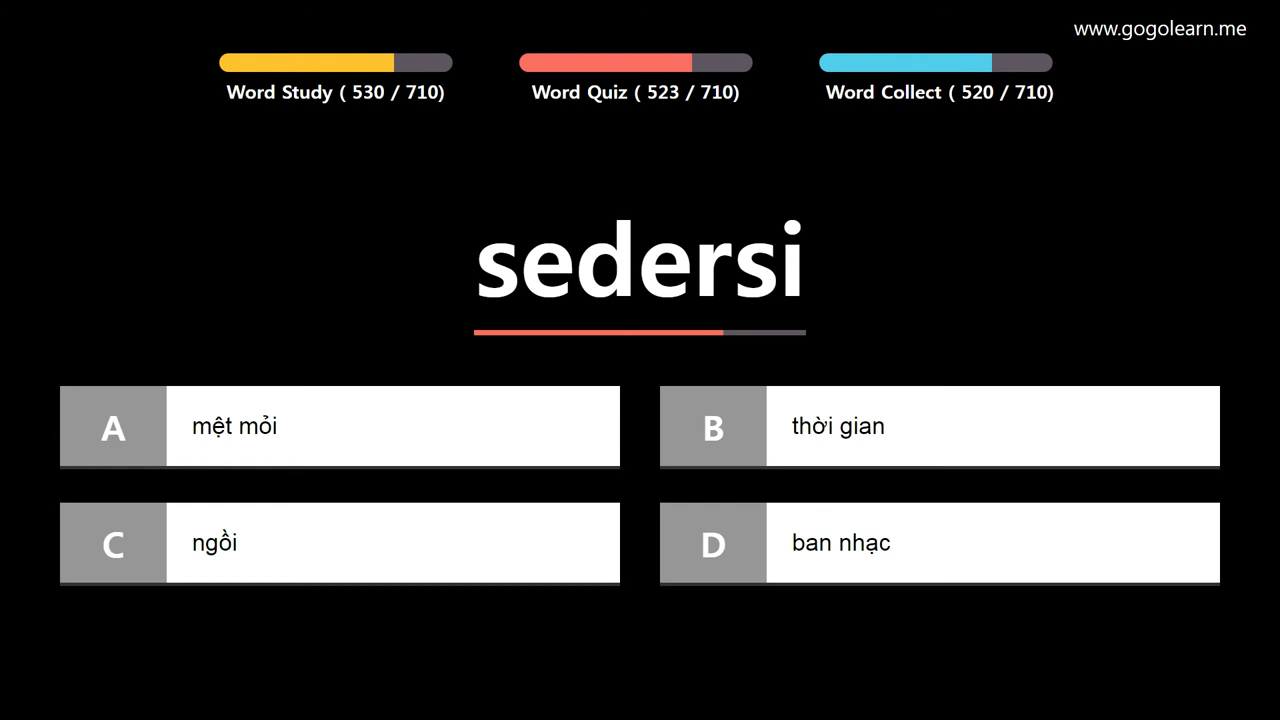 www.gogolearn.me
Word Study ( 530 / 710)
Word Quiz ( 523 / 710)
Word Collect ( 520 / 710)
sedersi
A
mệt mỏi
B
thời gian
C
ngồi
D
ban nhạc